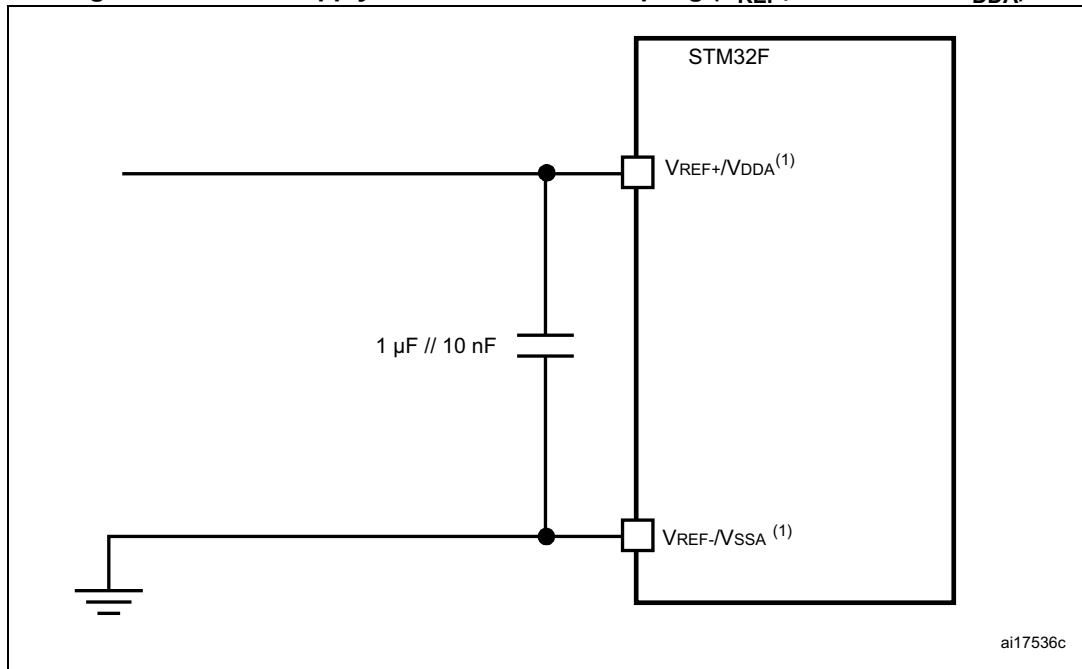 STM32F
VREF+/VDDA(1)
1 µF // 10 nF
VREF-/VSSA (1)
ai17536c